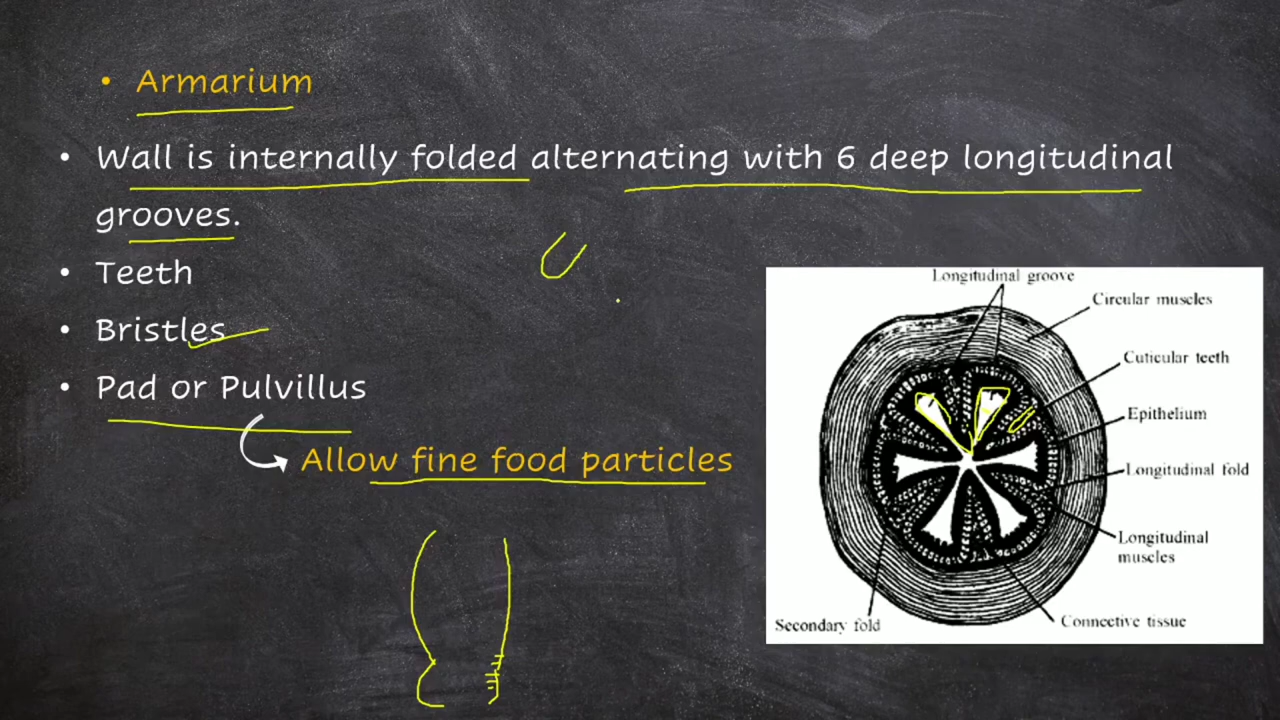 • Armarium
• Wall is internally folded alternating with 6 deep longitudinal
grooves.
• Teeth
• Bristles
• Pad or Pulvillus
Allow fine food particles
Longitudinal groove
Circular muscles
Cuticular teeth
Epithelium
Longitudinal fold
Longitudinal
muscles
Connective tissue
Secondary fold